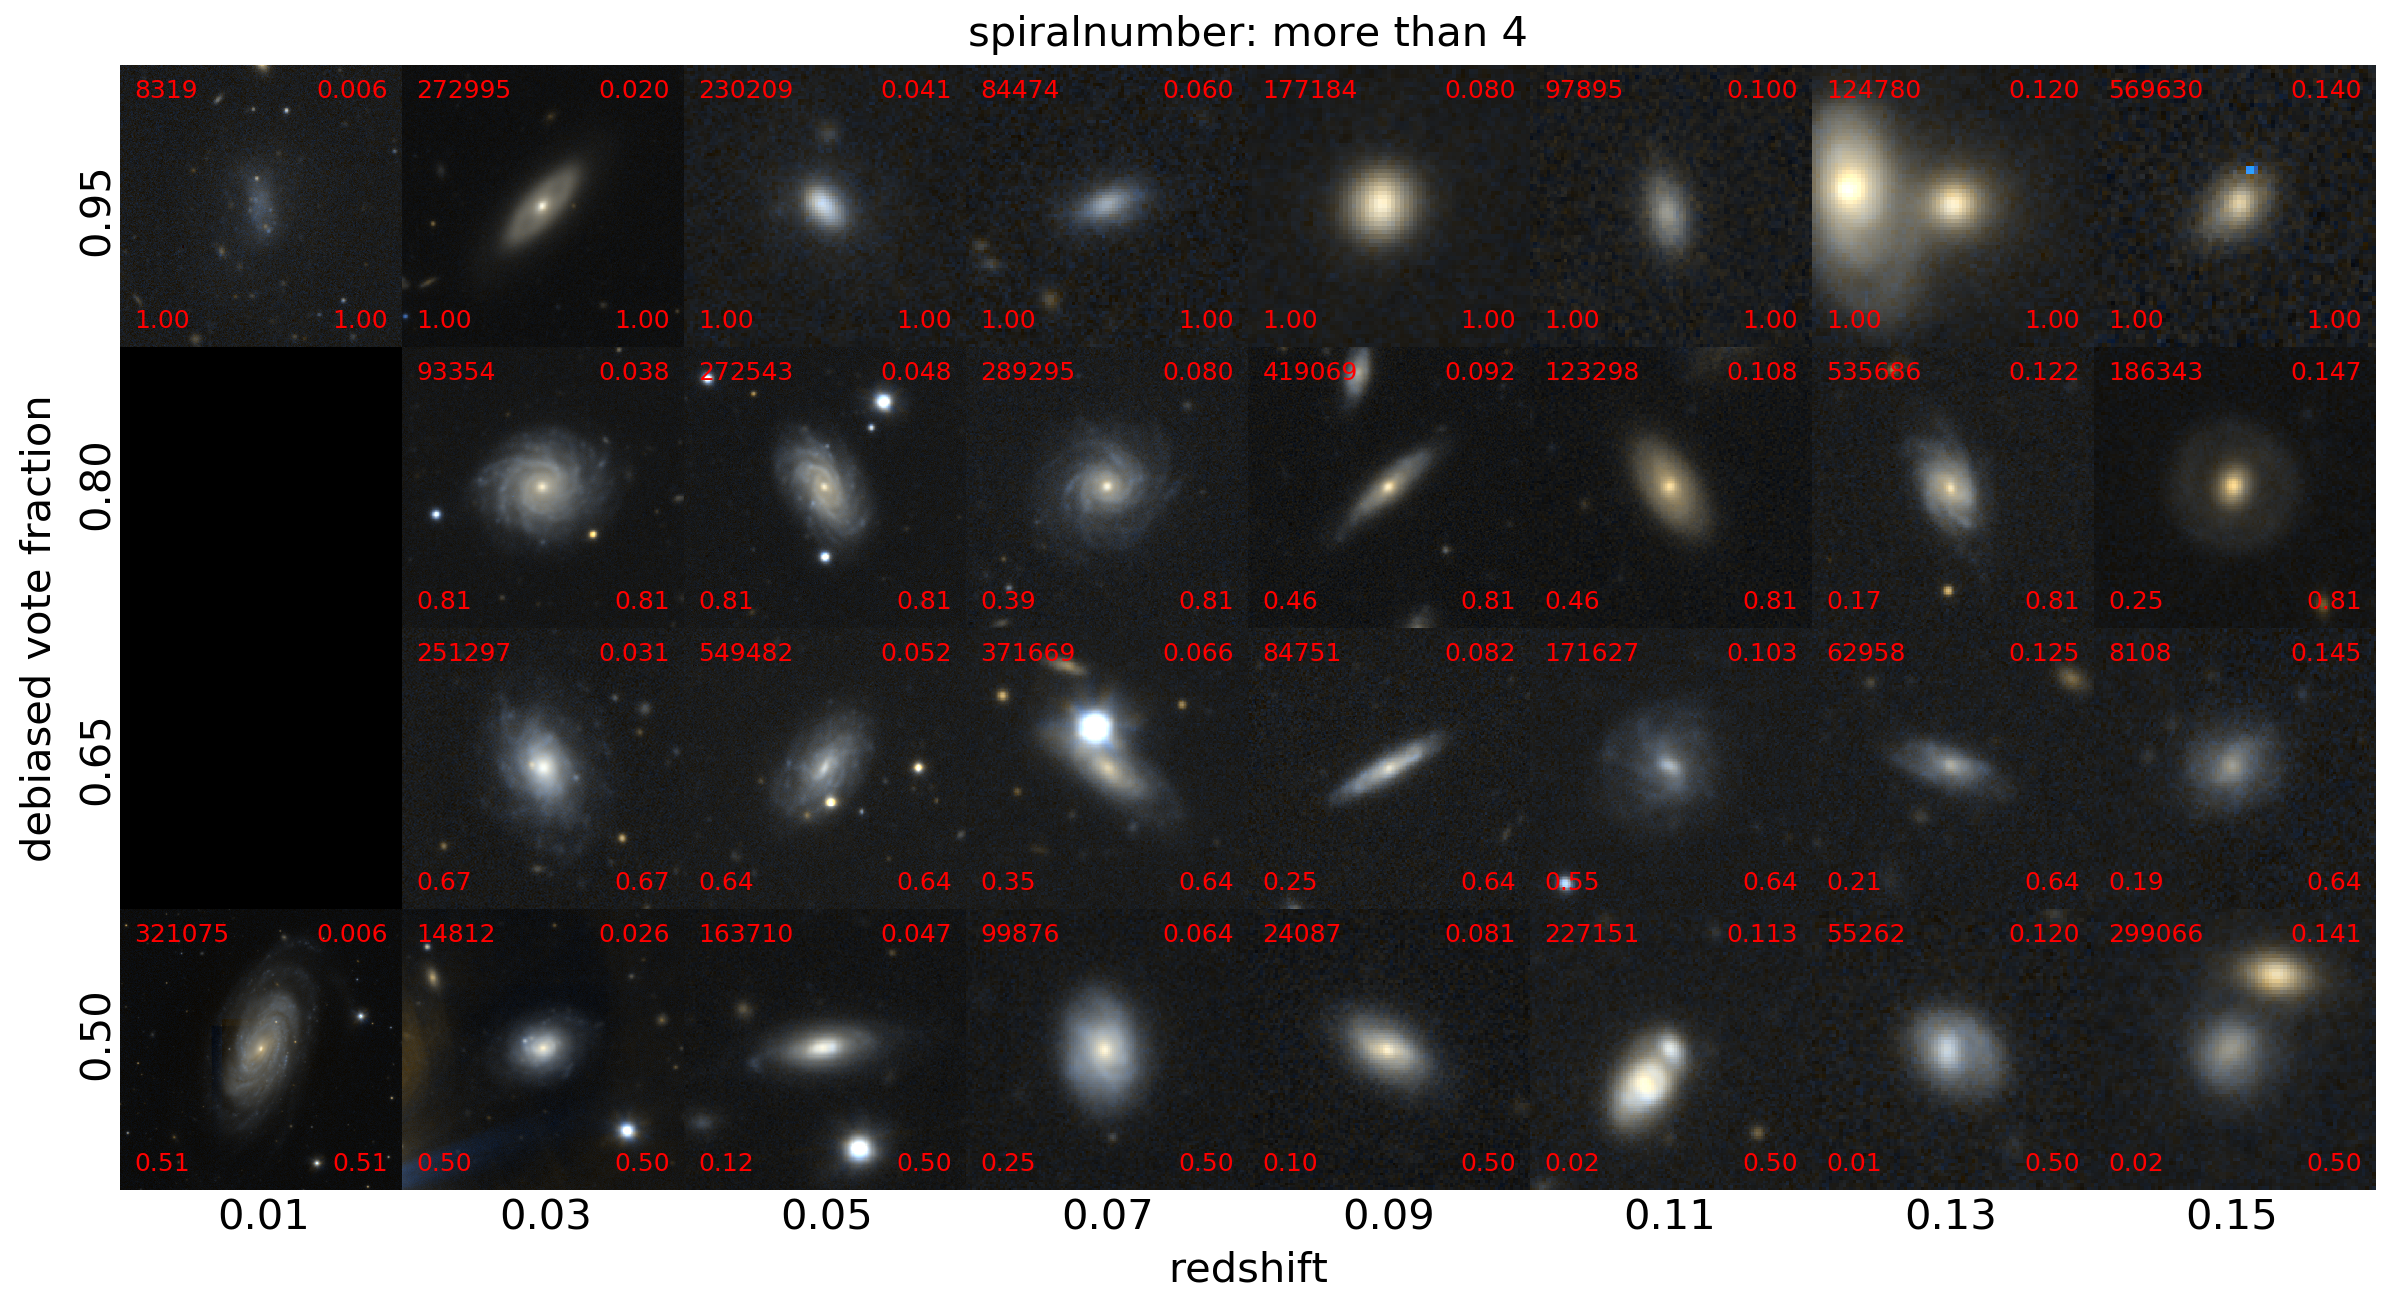 spiralnumber: more than 4
8319 0.006 272995 0.020 230209 0.041 84474 0.060 177184 0.080 97895 0.100 124780 0.120 569630 0.140
0.95
1.00 1.00 1.00 1.00 1.00 1.00 1.00 1.00 1.00 1.00 1.00 1.00 1.00 1.00 1.00 1.00
93354 0.038 272543 0.048 289295 0.080 419069 0.092 123298 0.108 535686 0.122 186343 0.147
0.80
0.81 0.81 0.81 0.81 0.39 0.81 0.46 0.81 0.46 0.81 0.17 0.81 0.25 0.81
debiased vote fraction
251297 0.031 549482 0.052 371669 0.066 84751 0.082 171627 0.103 62958 0.125 8108 0.145
0.65
0.67 0.67 0.64 0.64 0.35 0.64 0.25 0.64 0.55 0.64 0.21 0.64 0.19 0.64
321075 0.006 14812 0.026 163710 0.047 99876 0.064 24087 0.081 227151 0.113 55262 0.120 299066 0.141
0.50
0.51 0.51 0.50 0.50 0.12 0.50 0.25 0.50 0.10 0.50 0.02 0.50 0.01 0.50 0.02 0.50
0.01 0.03 0.05 0.07 0.09 0.11 0.13 0.15
redshift